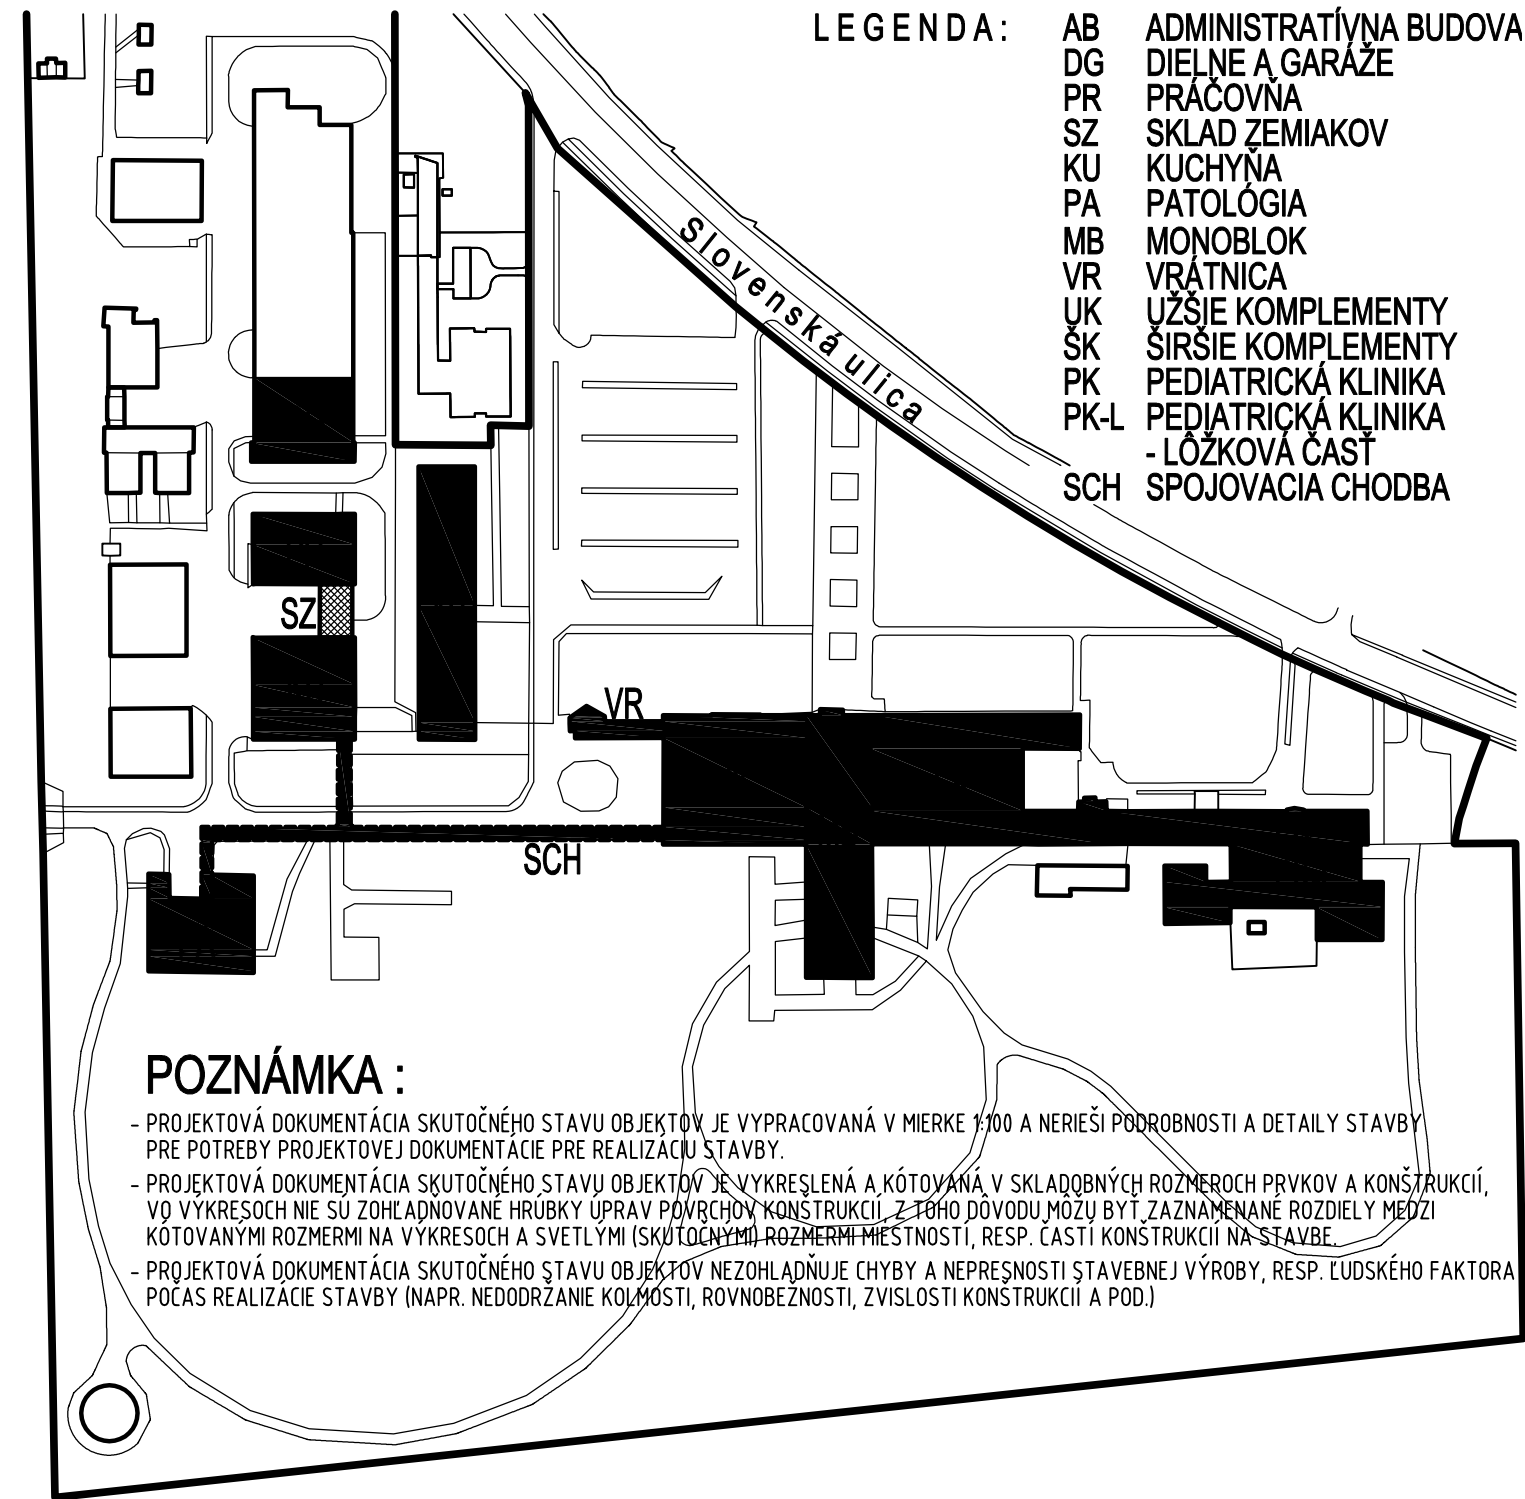 LEGENDA:
AB ADMINISTRATÍVNA BUDOVA
DG DIELNE A GARÁŽE
PR PRÁČOVŇA
SZ SKLAD ZEMIAKOV
KU KUCHYŇA
PA PATOLÓGIA
MB MONOBLOK
VR VRÁTNICA
UK UŽŠIE KOMPLEMENTY
ŠK ŠIRŠIE KOMPLEMENTY
PK PEDIATRICKÁ KLINIKA
PK-L PEDIATRICKÁ KLINIKA
- LÔŽKOVÁ ČASŤ
SCH SPOJOVACIA CHODBA
Slovenská ulica
SZ
VR
SCH
POZNÁMKA :
- PROJEKTOVÁ DOKUMENTÁCIA SKUTOČNÉHO STAVU OBJEKTOV JE VYPRACOVANÁ V MIERKE 1:100 A NERIEŠI PODROBNOSTI A DETAILY STAVBY
PRE POTREBY PROJEKTOVEJ DOKUMENTÁCIE PRE REALIZÁCIU STAVBY.
- PROJEKTOVÁ DOKUMENTÁCIA SKUTOČNÉHO STAVU OBJEKTOV JE VYKRESLENÁ A KÓTOVANÁ V SKLADOBNÝCH ROZMEROCH PRVKOV A KONŠTRUKCIÍ,
VO VÝKRESOCH NIE SÚ ZOHĽADŇOVANÉ HRÚBKY ÚPRAV POVRCHOV KONŠTRUKCIÍ, Z TOHO DÔVODU MÔŽU BYŤ ZAZNAMENANÉ ROZDIELY MEDZI
KÓTOVANÝMI ROZMERMI NA VÝKRESOCH A SVETLÝMI (SKUTOČNÝMI) ROZMERMI MIESTNOSTÍ, RESP. ČASTÍ KONŠTRUKCIÍ NA STAVBE.
- PROJEKTOVÁ DOKUMENTÁCIA SKUTOČNÉHO STAVU OBJEKTOV NEZOHĽADŇUJE CHYBY A NEPRESNOSTI STAVEBNEJ VÝROBY, RESP. ĽUDSKÉHO FAKTORA
POČAS REALIZÁCIE STAVBY (NAPR. NEDODRŽANIE KOLMOSTI, ROVNOBEŽNOSTI, ZVISLOSTI KONŠTRUKCIÍ A POD.)